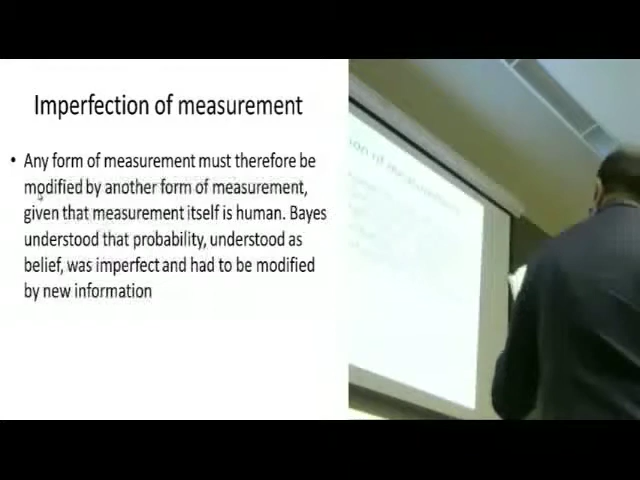 Imperfection of measurement
• Any form of measurement must therefore be
modified by another form of measurement,
given that measurement itself is human. Bayes
understood that probability, understood as
belief, was imperfect and had to be modified
by new information